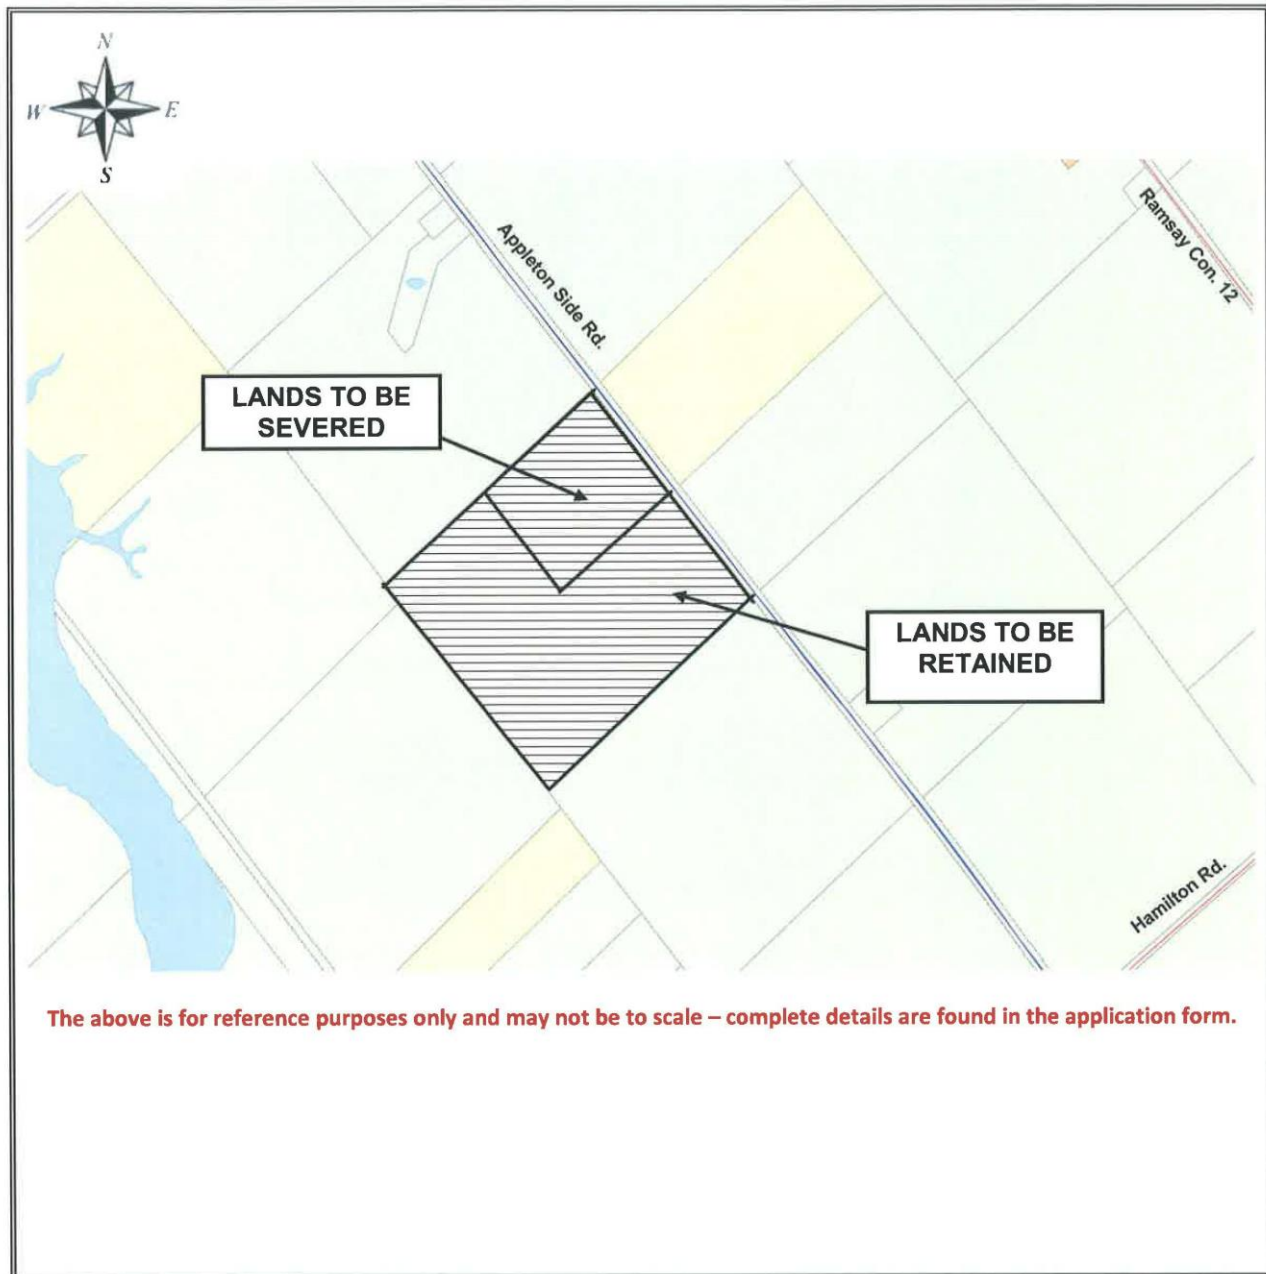 N
W E
S
Appleton Side Rd.
Ramsay Con. 12
LANDS TO BE
SEVERED
LANDS TO BE
RETAINED
Hamilton Rd.
The above is for reference purposes only and may not be to scale – complete details are found in the application form.